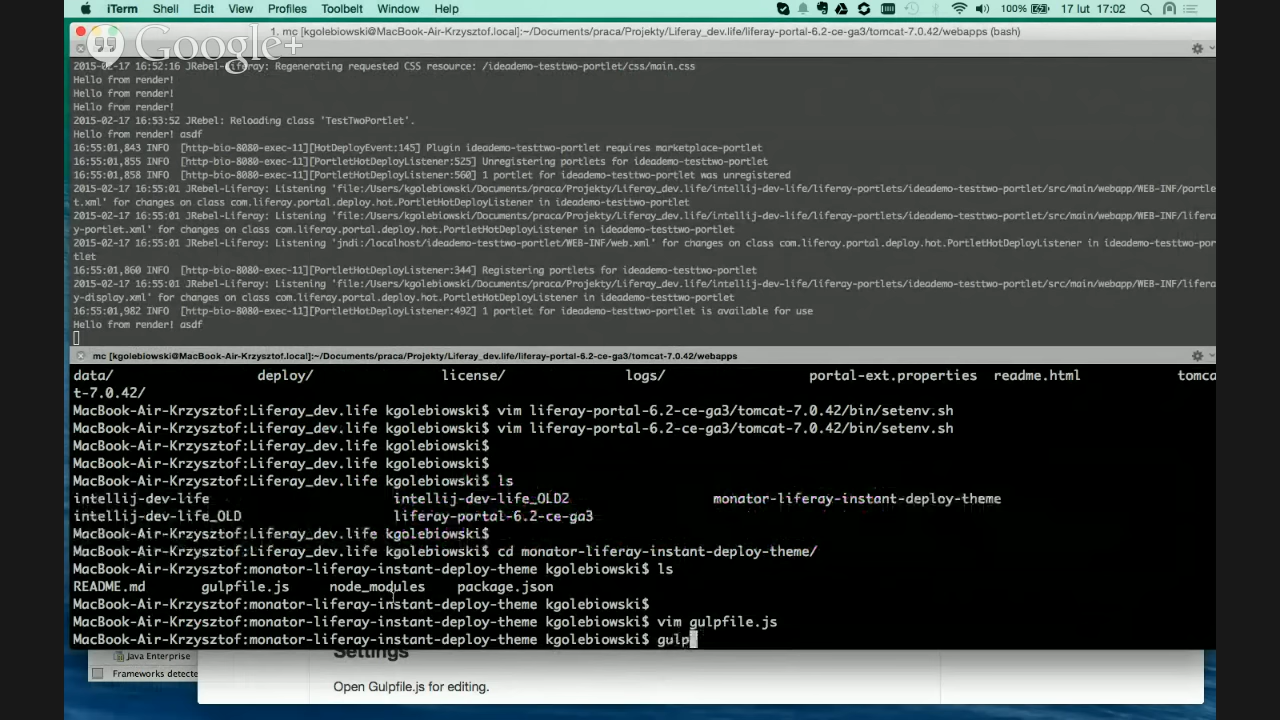 iTerm Shell Edit View Profiles Toolbelt Window Help 100% 17 lut 17:02
1. mc [kgolebiowski@MacBook-Air-Krzysztof.local]:~/Documents/praca/Projekty/Liferay_dev.life/liferay-portal-6.2-ce-ga3/tomcat-7.0.42/webapps (bash)
Google+
2015-02-17 16:52:16 JRebel-Liferay: Regenerating requested CSS resource: /ideademo-testtwo-portlet/css/main.css
Hello from render!
Hello from render!
Hello from render!
2015-02-17 16:53:52 JRebel: Reloading class 'TestTwoPortlet'.
Hello from render! asdf
16:55:01,843 INFO [http-bio-8080-exec-11][HotDeployEvent:145] Plugin ideademo-testtwo-portlet requires marketplace-portlet
16:55:01,855 INFO [http-bio-8080-exec-11][PortletHotDeployListener:525] Unregistering portlets for ideademo-testtwo-portlet
16:55:01,858 INFO [http-bio-8080-exec-11][PortletHotDeployListener:560] 1 portlet for ideademo-testtwo-portlet was unregistered
2015-02-17 16:55:01 JRebel-Liferay: Listening 'file:/Users/kgolebiowski/Documents/praca/Projekty/Liferay_dev.life/intellij-dev-life/liferay-portlets/ideademo-testtwo-portlet/src/main/webapp/WEB-INF/portle
t.xml' for changes on class com.liferay.portal.deploy.hot.PortletHotDeployListener in ideademo-testtwo-portlet
2015-02-17 16:55:01 JRebel-Liferay: Listening 'file:/Users/kgolebiowski/Documents/praca/Projekty/Liferay_dev.life/intellij-dev-life/liferay-portlets/ideademo-testtwo-portlet/src/main/webapp/WEB-INF/lifera
y-portlet.xml' for changes on class com.liferay.portal.deploy.hot.PortletHotDeployListener in ideademo-testtwo-portlet
2015-02-17 16:55:01 JRebel-Liferay: Listening 'jndi:/localhost/ideademo-testtwo-portlet/WEB-INF/web.xml' for changes on class com.liferay.portal.deploy.hot.PortletHotDeployListener in ideademo-testtwo-por
tlet
16:55:01,860 INFO [http-bio-8080-exec-11][PortletHotDeployListener:344] Registering portlets for ideademo-testtwo-portlet
2015-02-17 16:55:01 JRebel-Liferay: Listening 'file:/Users/kgolebiowski/Documents/praca/Projekty/Liferay_dev.life/intellij-dev-life/liferay-portlets/ideademo-testtwo-portlet/src/main/webapp/WEB-INF/lifera
y-display.xml' for changes on class com.liferay.portal.deploy.hot.PortletHotDeployListener in ideademo-testtwo-portlet
16:55:01,982 INFO [http-bio-8080-exec-11][PortletHotDeployListener:492] 1 portlet for ideademo-testtwo-portlet is available for use
Hello from render! asdf
mc [kgolebiowski@MacBook-Air-Krzysztof.local]:~/Documents/praca/Projekty/Liferay_dev.life/liferay-portal-6.2-ce-ga3/tomcat-7.0.42/webapps
data/ deploy/ license/ logs/ portal-ext.properties readme.html tomca
t-7.0.42/
MacBook-Air-Krzysztof:Liferay_dev.life kgolebiowski$ vim liferay-portal-6.2-ce-ga3/tomcat-7.0.42/bin/setenv.sh
MacBook-Air-Krzysztof:Liferay_dev.life kgolebiowski$ vim liferay-portal-6.2-ce-ga3/tomcat-7.0.42/bin/setenv.sh
MacBook-Air-Krzysztof:Liferay_dev.life kgolebiowski$
MacBook-Air-Krzysztof:Liferay_dev.life kgolebiowski$
MacBook-Air-Krzysztof:Liferay_dev.life kgolebiowski$ ls
intellij-dev-life intellij-dev-life_OLD2 monator-liferay-instant-deploy-theme
intellij-dev-life_OLD liferay-portal-6.2-ce-ga3
MacBook-Air-Krzysztof:Liferay_dev.life kgolebiowski$
MacBook-Air-Krzysztof:Liferay_dev.life kgolebiowski$ cd monator-liferay-instant-deploy-theme/
MacBook-Air-Krzysztof:monator-liferay-instant-deploy-theme kgolebiowski$ ls
README.md gulpfile.js node_modules package.json
MacBook-Air-Krzysztof:monator-liferay-instant-deploy-theme kgolebiowski$
MacBook-Air-Krzysztof:monator-liferay-instant-deploy-theme kgolebiowski$ vim gulpfile.js
MacBook-Air-Krzysztof:monator-liferay-instant-deploy-theme kgolebiowski$ gulp
Java Enterprise
Settings
Frameworks detecte
Open Gulpfile.js for editing.